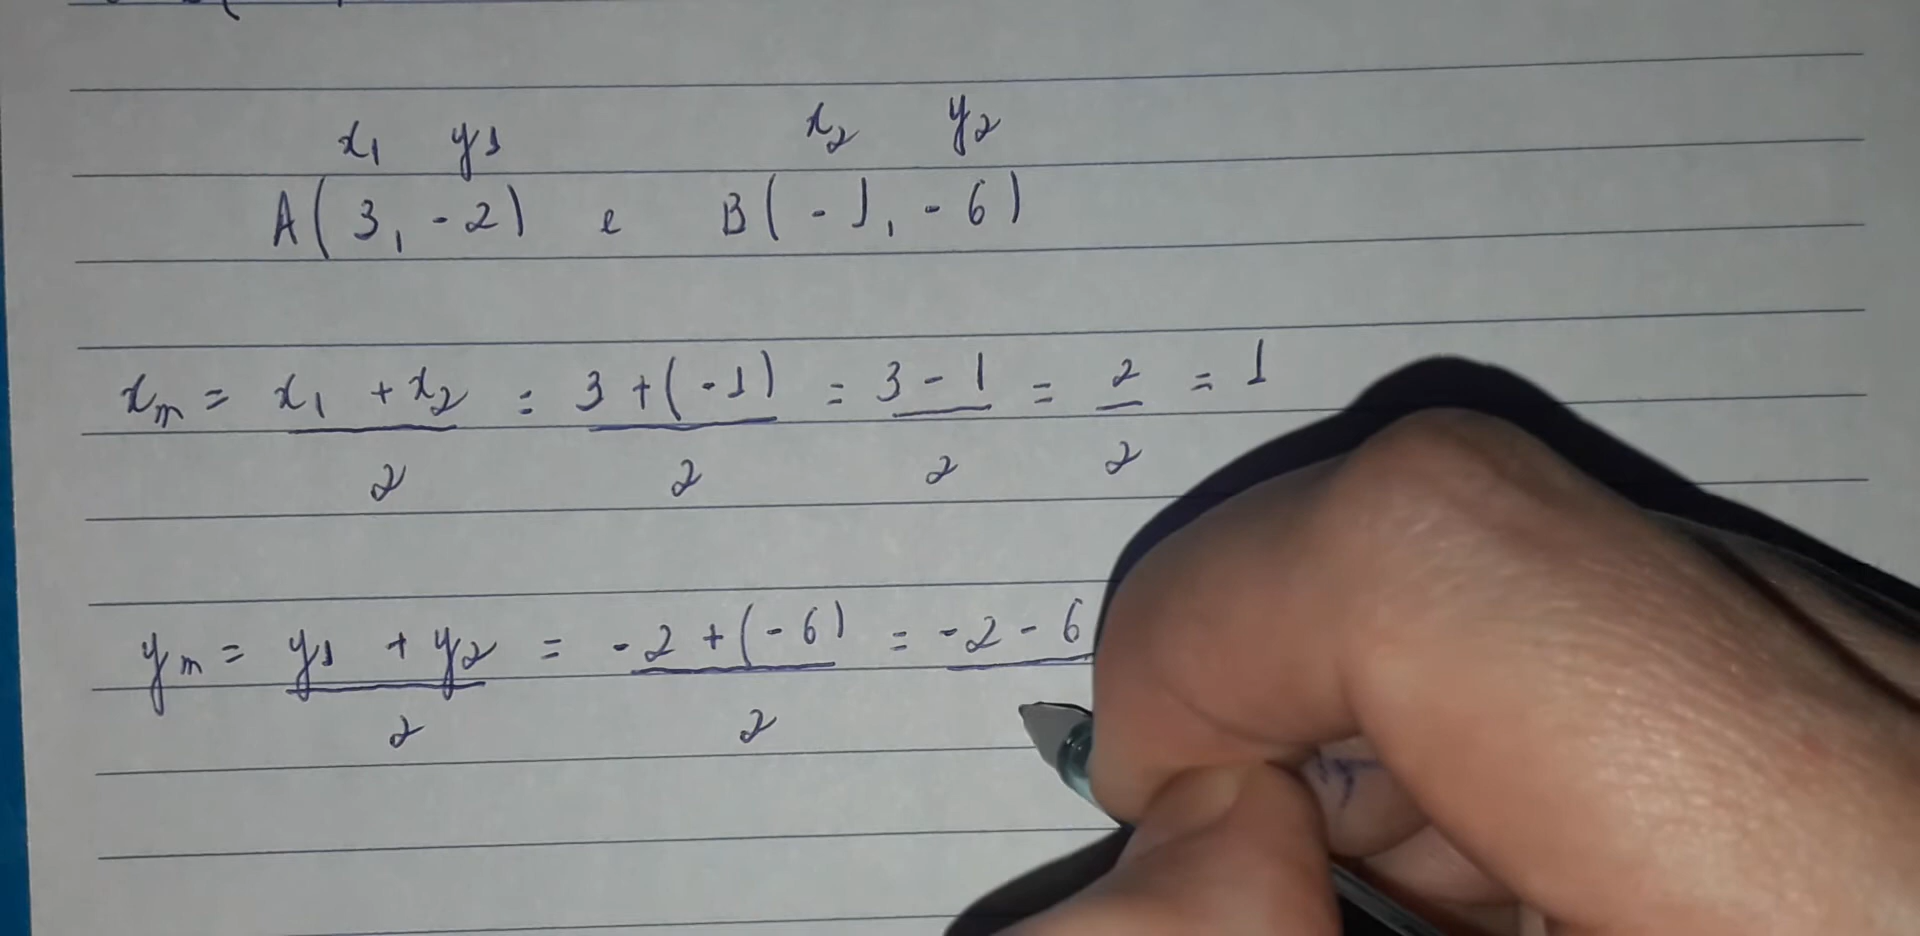 x₁ y₁ x₂ y₂
A(3, -2) e B(-1, -6)
xₘ = x₁ + x₂ = 3 + (-1) = 3 - 1 = 2 = 1
2 2 2 2
yₘ = y₁ + y₂ = -2 + (-6) = -2 - 6
2 2